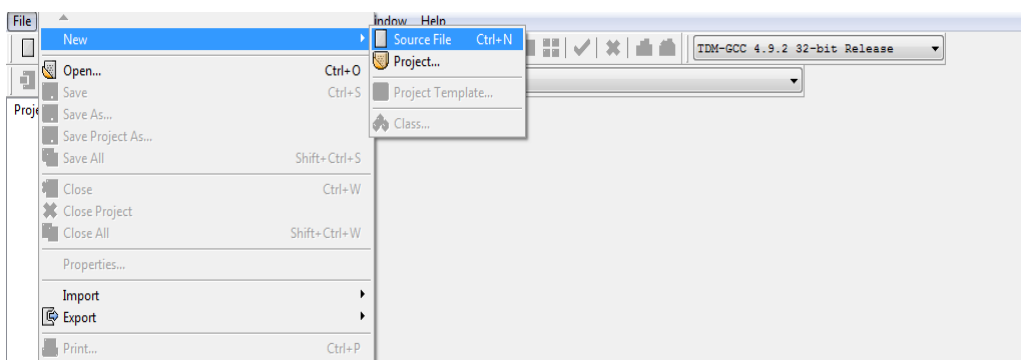 File indow Help
New
Source File Ctrl+N
TDM-GCC 4.9.2 32-bit Release
Open... Ctrl+O
Project...
Save Ctrl+S
Project Template...
Proje
Save As...
Class...
Save Project As...
Save All Shift+Ctrl+S
Close Ctrl+W
Close Project
Close All Shift+Ctrl+W
Properties...
Import
Export
Print... Ctrl+P